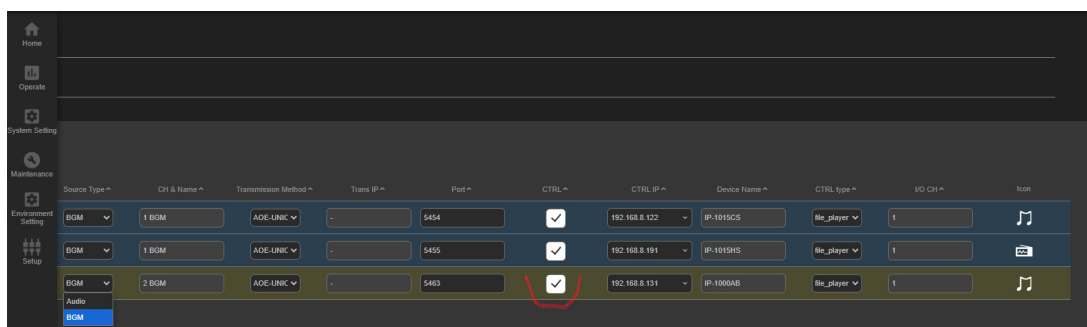 Home
Operate
System Setting
Maintenance
Environment
Setting
Setup
Source Type CH & Name Transmission Method Trans IP Port CTRL CTRL IP Device Name CTRL type I/O CH Icon
BGM 1 BGM AOE-UNIC - 5454 192.168.8.122 IP-1015CS file_player 1
BGM 1 BGM AOE-UNIC - 5455 192.168.8.191 IP-1015HS file_player 1
BGM 2 BGM AOE-UNIC - 5463 192.168.8.131 IP-1000AB file_player 1
Audio
BGM